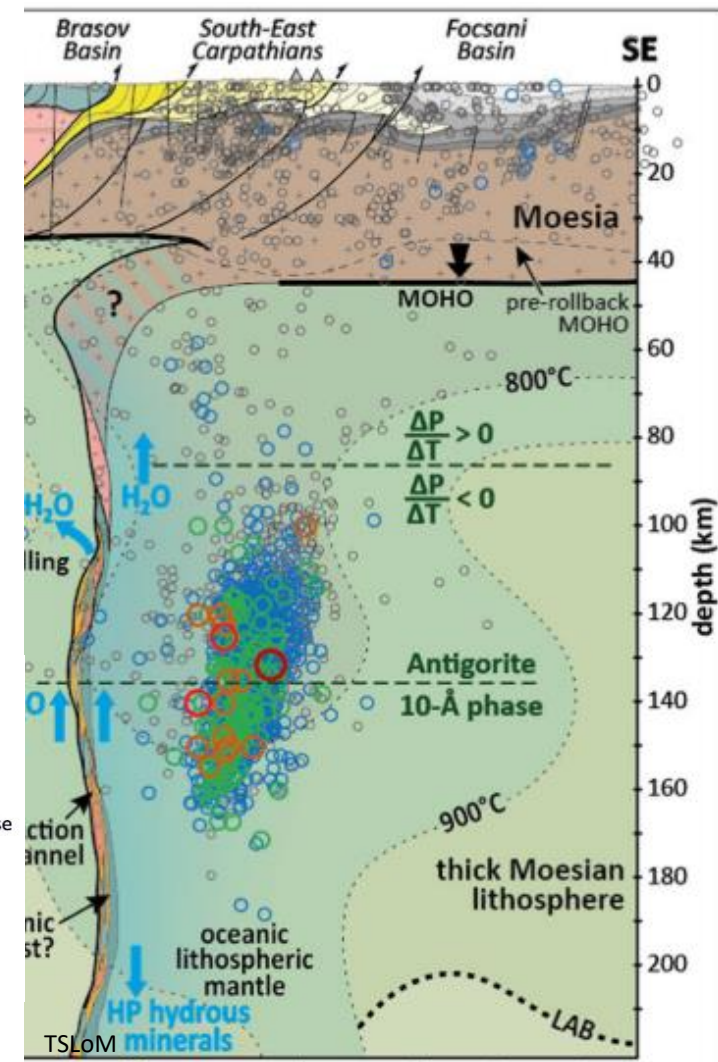 Brasov
Basin
South-East
Carpathians
Focsani
Basin
SE
0
20
Moesia
40
MOHO
pre-rollback
MOHO
?
60
800°C
ΔP
ΔT > 0
80
H₂O
ΔP
ΔT < 0
H₂O
100
lling
depth (km)
120
Antigorite
O
10-Å phase
140
160
se
900°C
ction
annel
thick Moesian
lithosphere
180
nic
st?
oceanic
lithospheric
mantle
200
HP hydrous
minerals
TSLoM
LAB